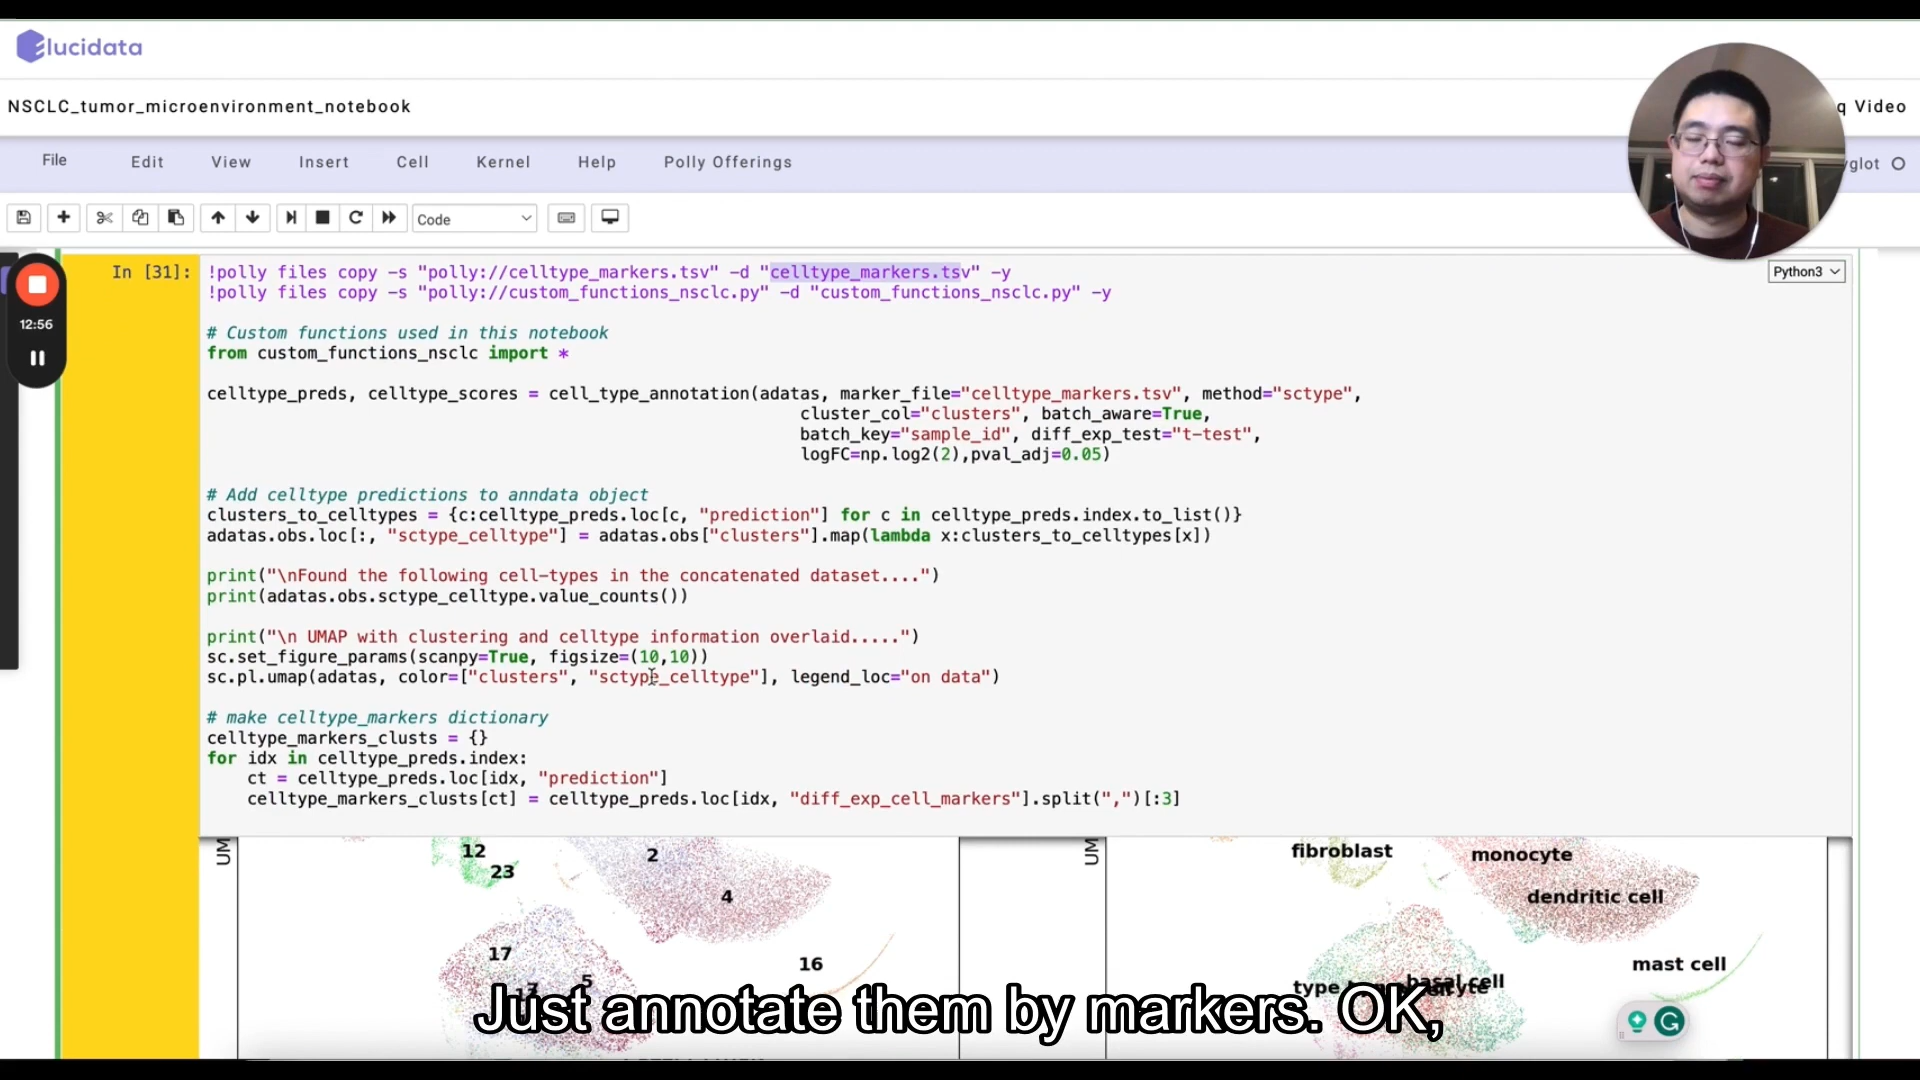 Elucidata
NSCLC_tumor_microenvironment_notebook
q Video
File Edit View Insert Cell Kernel Help Polly Offerings
yglot
Code
12:56
In [31]:
Python3
!polly files copy -s "polly://celltype_markers.tsv" -d "celltype_markers.tsv" -y
!polly files copy -s "polly://custom_functions_nsclc.py" -d "custom_functions_nsclc.py" -y
# Custom functions used in this notebook
from custom_functions_nsclc import *
celltype_preds, celltype_scores = cell_type_annotation(adatas, marker_file="celltype_markers.tsv", method="sctype",
cluster_col="clusters", batch_aware=True,
batch_key="sample_id", diff_exp_test="t-test",
logFC=np.log2(2),pval_adj=0.05)
# Add celltype predictions to anndata object
clusters_to_celltypes = {c:celltype_preds.loc[c, "prediction"] for c in celltype_preds.index.to_list()}
adatas.obs.loc[:, "sctype_celltype"] = adatas.obs["clusters"].map(lambda x:clusters_to_celltypes[x])
print("\nFound the following cell-types in the concatenated dataset....")
print(adatas.obs.sctype_celltype.value_counts())
print("\n UMAP with clustering and celltype information overlaid.....")
sc.set_figure_params(scanpy=True, figsize=(10,10))
sc.pl.umap(adatas, color=["clusters", "sctype_celltype"], legend_loc="on data")
# make celltype_markers dictionary
celltype_markers_clusts = {}
for idx in celltype_preds.index:
ct = celltype_preds.loc[idx, "prediction"]
celltype_markers_clusts[ct] = celltype_preds.loc[idx, "diff_exp_cell_markers"].split(",")[:3]
UM
12
2
23
4
17
5
16
UM
fibroblast
monocyte
dendritic cell
mast cell
basal cell
type
Just annotate them by markers. OK,